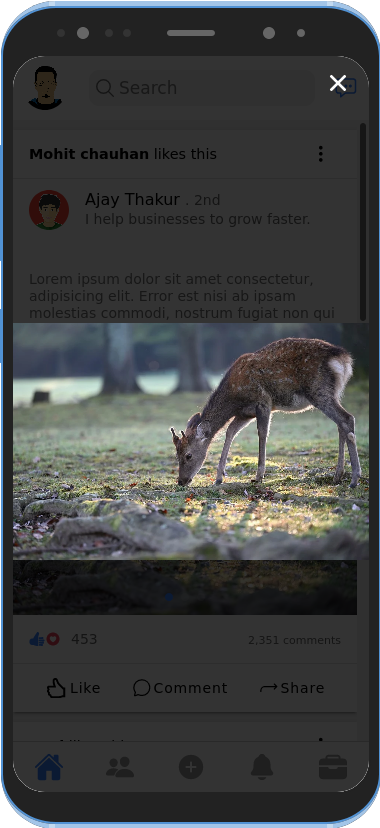 Search
Mohit chauhan likes this
Ajay Thakur . 2nd
I help businesses to grow faster.
Lorem ipsum dolor sit amet consectetur,
adipisicing elit. Error est nisi ab ipsam
molestias commodi, nostrum fugiat non qui
453
2,351 comments
Like
Comment
Share